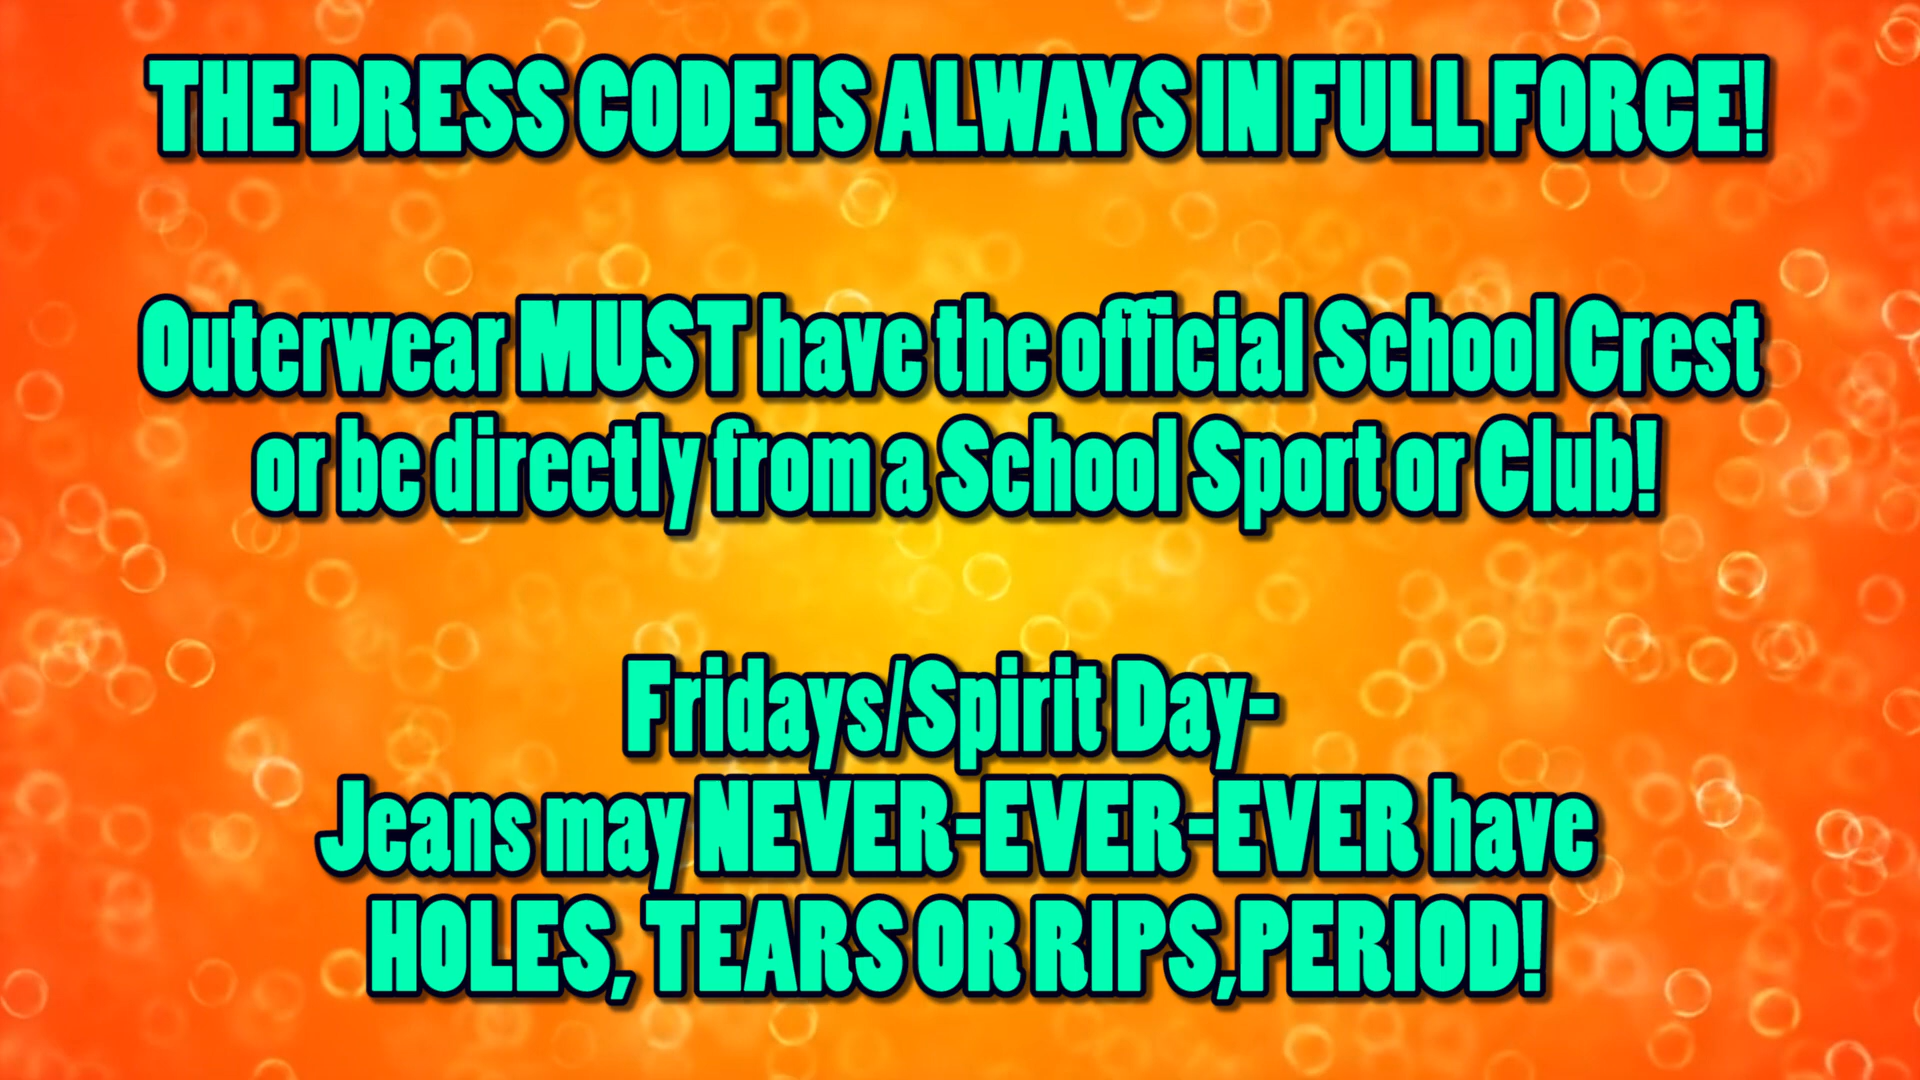 THE DRESS CODE IS ALWAYS IN FULL FORCE!
Outerwear MUST have the official School Crest
or be directly from a School Sport or Club!
Fridays/Spirit Day-
Jeans may NEVER-EVER-EVER have
HOLES, TEARS OR RIPS,PERIOD!